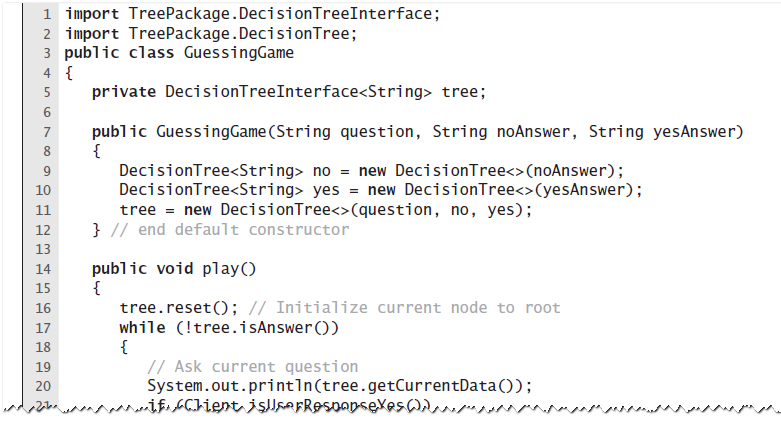 1 import TreePackage.DecisionTreeInterface;
2 import TreePackage.DecisionTree;
3 public class GuessingGame
4 {
5    private DecisionTreeInterface<String> tree;
6
7    public GuessingGame(String question, String noAnswer, String yesAnswer)
8    {
9       DecisionTree<String> no = new DecisionTree<>(noAnswer);
10       DecisionTree<String> yes = new DecisionTree<>(yesAnswer);
11       tree = new DecisionTree<>(question, no, yes);
12    } // end default constructor
13
14    public void play()
15    {
16       tree.reset(); // Initialize current node to root
17       while (!tree.isAnswer())
18       {
19          // Ask current question
20          System.out.println(tree.getCurrentData());
21          if (Client.isUserResponseYes())